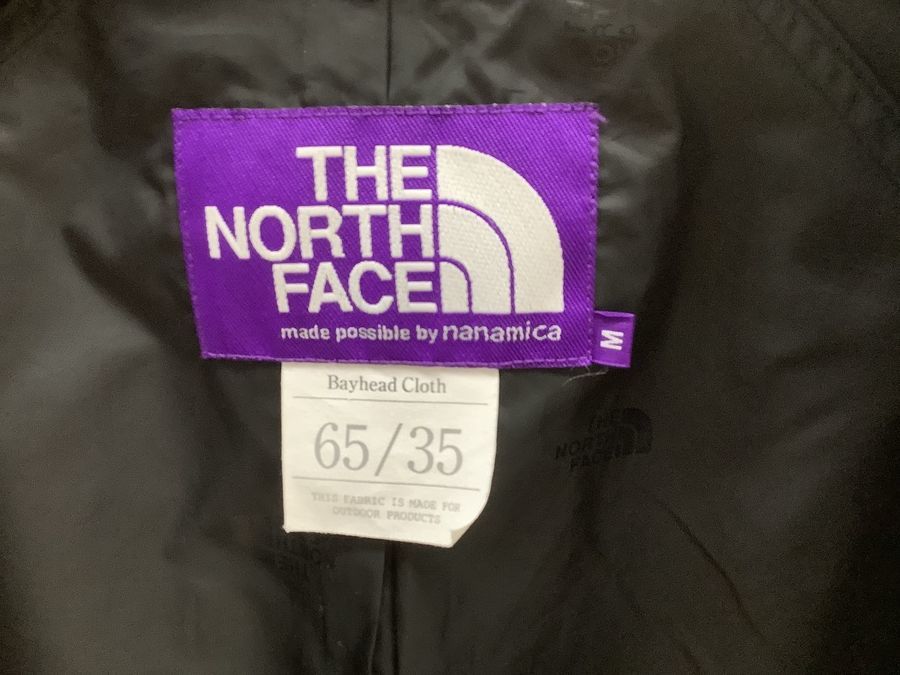 THE
NORTH
FACE
made possible by nanamica
M
Bayhead Cloth
65/35
THIS FABRIC IS MADE FOR
OUTDOOR PRODUCTS
THE
NORTH
FACE